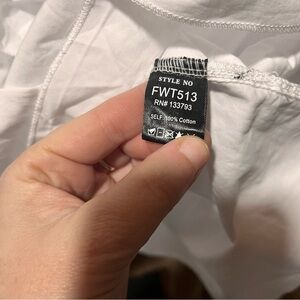 STYLE NO
FWT513
RN# 133793
SELF: 100% Cotton